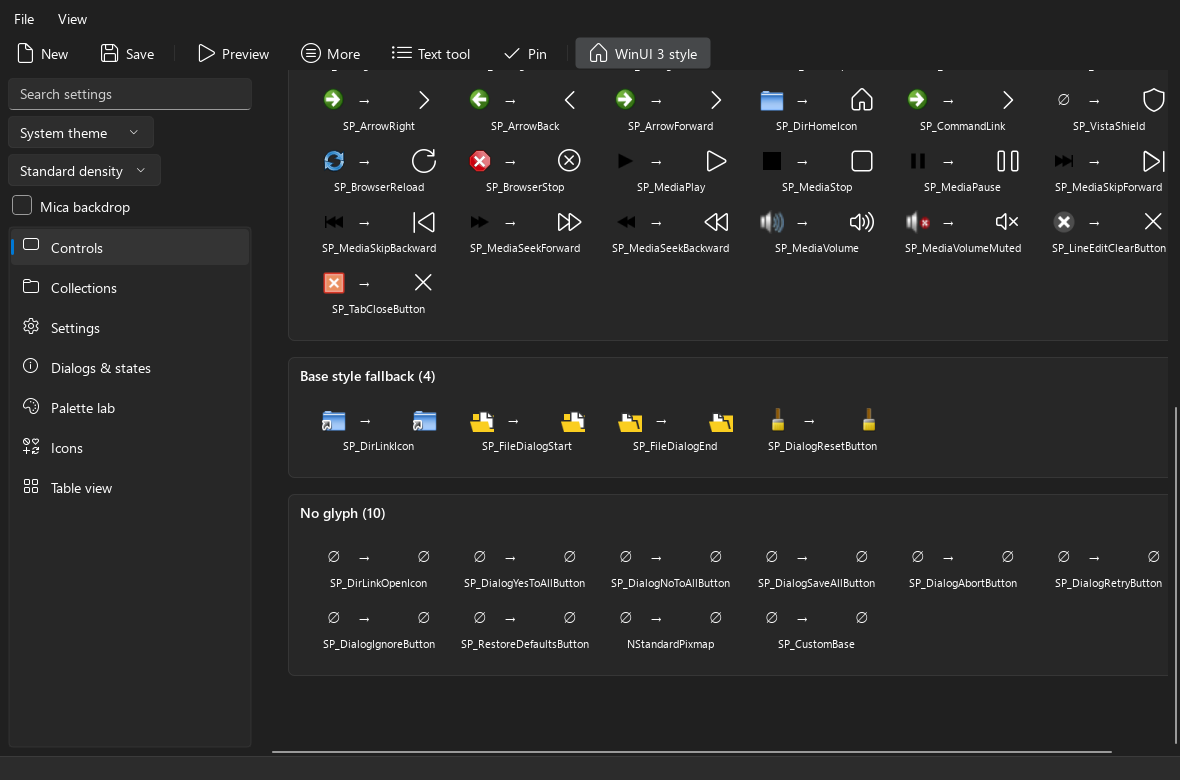 File View
New Save Preview More Text tool Pin WinUI 3 style
Search settings
System theme
Standard density
Mica backdrop
Controls
Collections
Settings
Dialogs & states
Palette lab
Icons
Table view
SP_ArrowRight SP_ArrowBack SP_ArrowForward SP_DirHomeIcon SP_CommandLink SP_VistaShield
SP_BrowserReload SP_BrowserStop SP_MediaPlay SP_MediaStop SP_MediaPause SP_MediaSkipForward
SP_MediaSkipBackward SP_MediaSeekForward SP_MediaSeekBackward SP_MediaVolume SP_MediaVolumeMuted SP_LineEditClearButton
SP_TabCloseButton
Base style fallback (4)
SP_DirLinkIcon SP_FileDialogStart SP_FileDialogEnd SP_DialogResetButton
No glyph (10)
SP_DirLinkOpenIcon SP_DialogYesToAllButton SP_DialogNoToAllButton SP_DialogSaveAllButton SP_DialogAbortButton SP_DialogRetryButton
SP_DialogIgnoreButton SP_RestoreDefaultsButton NStandardPixmap SP_CustomBase